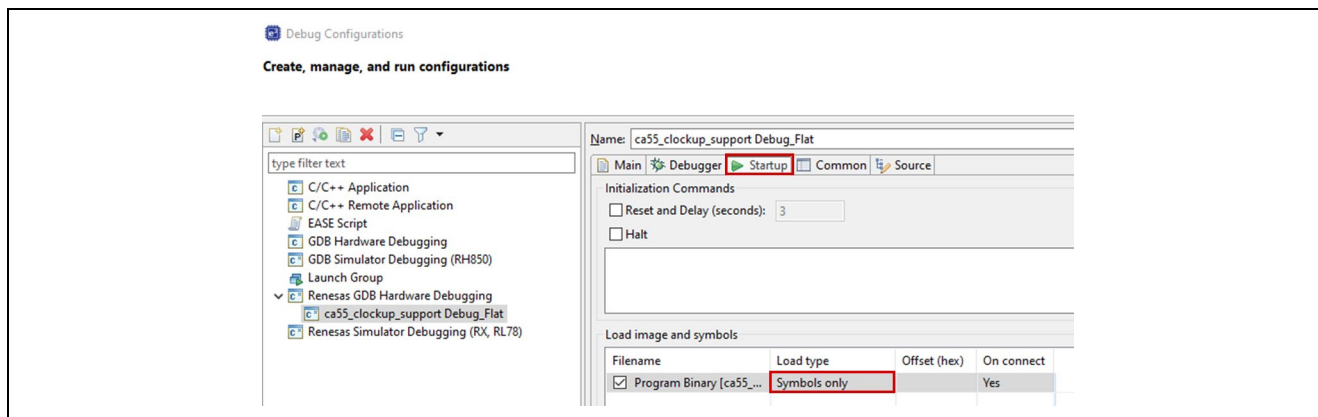 Debug Configurations
Create, manage, and run configurations
Name: ca55_clockup_support Debug_Flat
type filter text
Main Debugger Startup Common Source
C/C++ Application
C/C++ Remote Application
EASE Script
GDB Hardware Debugging
GDB Simulator Debugging (RH850)
Launch Group
Renesas GDB Hardware Debugging
ca55_clockup_support Debug_Flat
Renesas Simulator Debugging (RX, RL78)
Initialization Commands
Reset and Delay (seconds): 3
Halt
Load image and symbols
Filename Load type Offset (hex) On connect
Program Binary [ca55_... Symbols only Yes